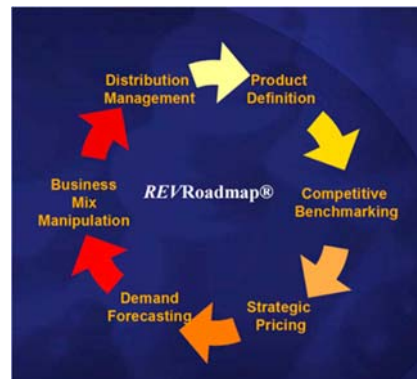 Distribution
Management
Product
Definition
Competitive
Benchmarking
Strategic
Pricing
Demand
Forecasting
Business
Mix
Manipulation
REVRoadmap®